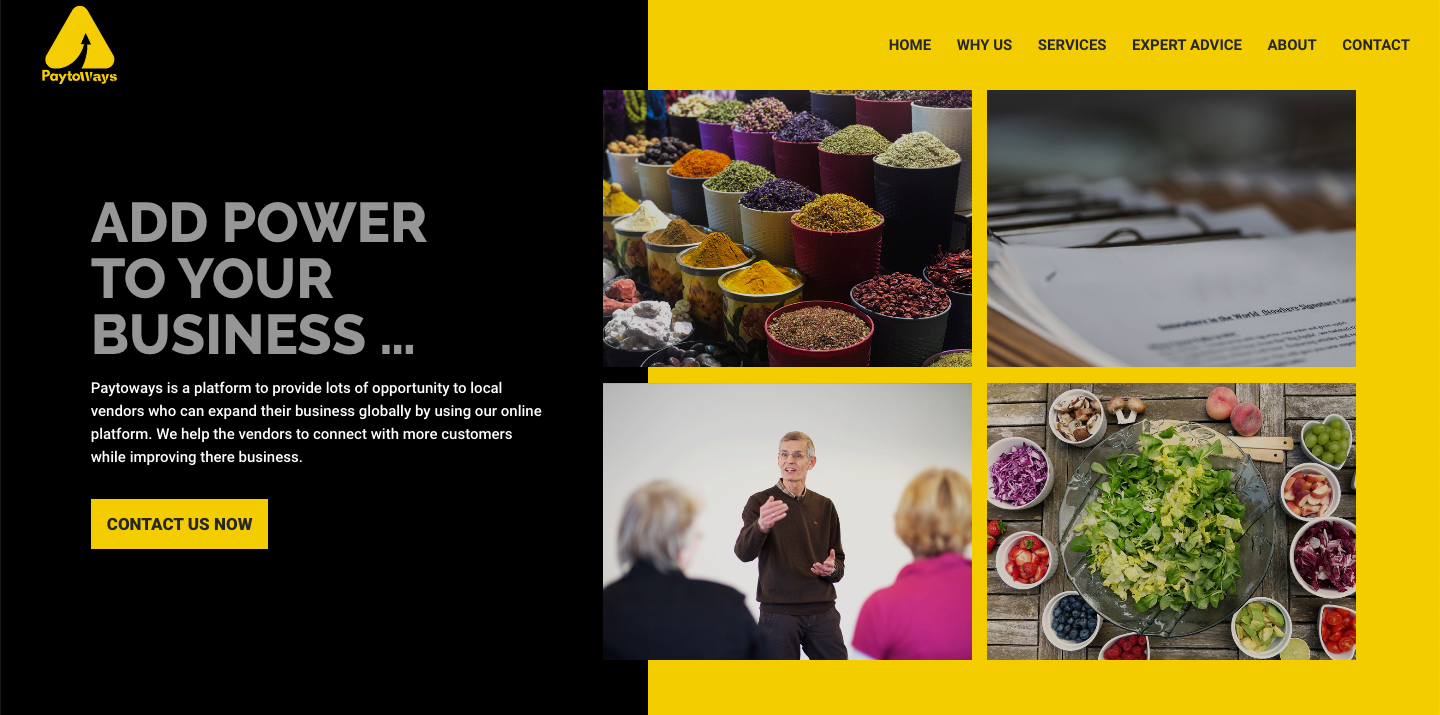 PaytoWays
HOME WHY US SERVICES EXPERT ADVICE ABOUT CONTACT
ADD POWER
TO YOUR
BUSINESS ...
Paytoways is a platform to provide lots of opportunity to local
vendors who can expand their business globally by using our online
platform. We help the vendors to connect with more customers
while improving there business.
CONTACT US NOW